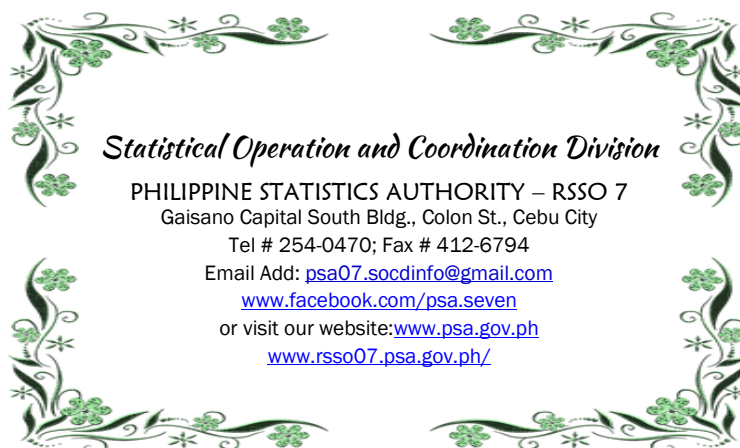 Statistical Operation and Coordination Division
PHILIPPINE STATISTICS AUTHORITY – RSSO 7
Gaisano Capital South Bldg., Colon St., Cebu City
Tel # 254-0470; Fax # 412-6794
Email Add: psa07.socdinfo@gmail.com
www.facebook.com/psa.seven
or visit our website:www.psa.gov.ph
www.rsso07.psa.gov.ph/